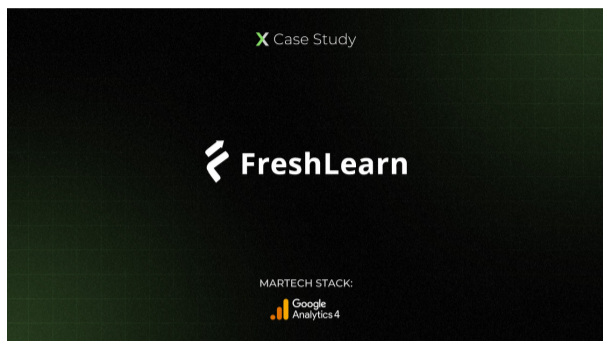 X Case Study
FreshLearn
MARTECH STACK:
Google
Analytics 4